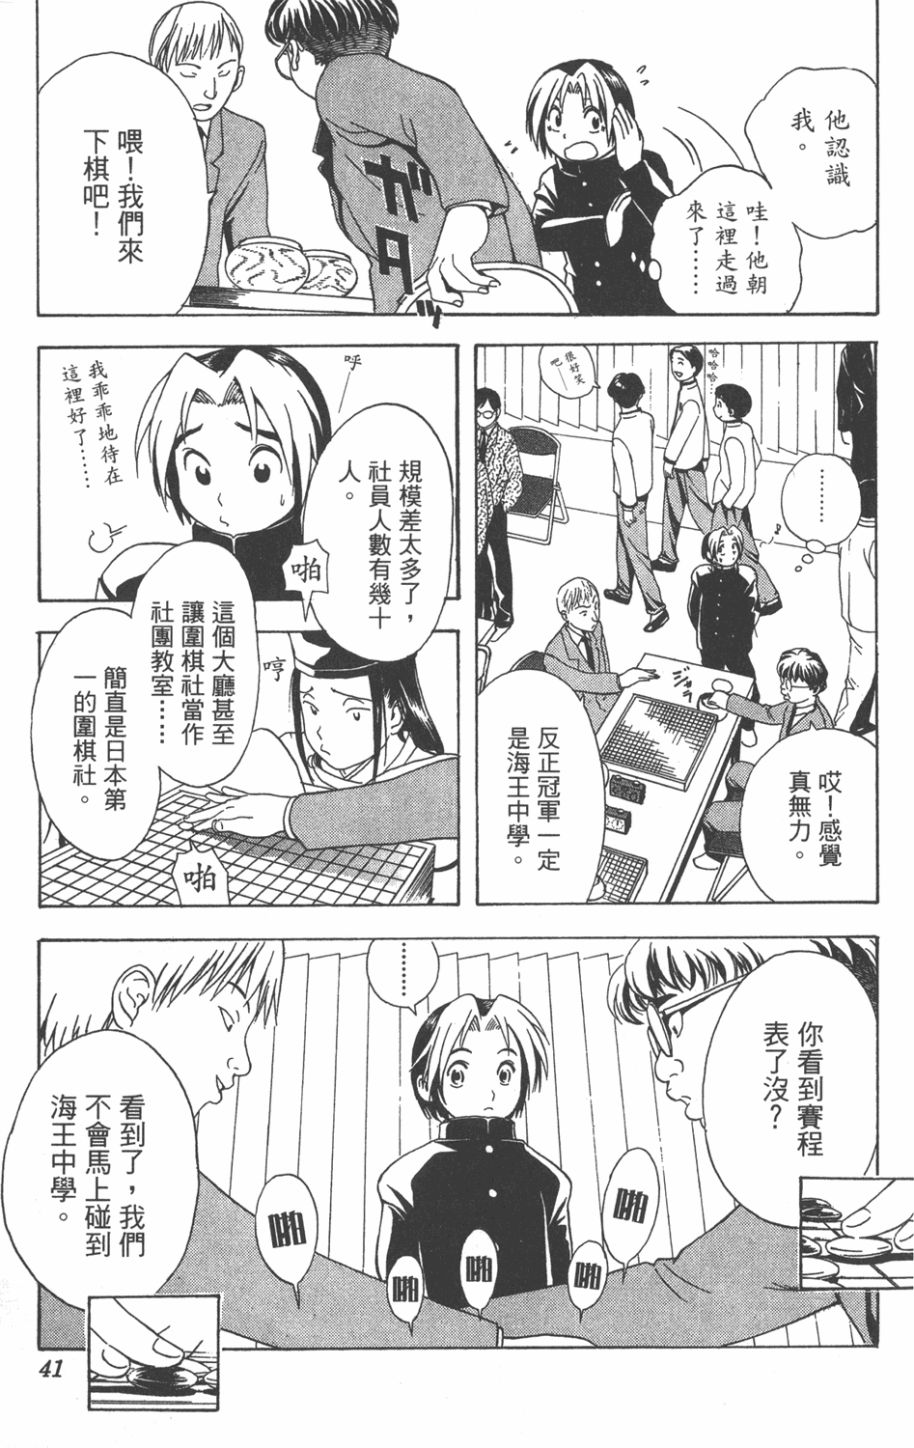 他認識
我。
哇！他朝
這裡走過
來了……
ガタッ
喂！我們來
下棋吧！
哈哈哈…
很好笑
吧
………
哎！感覺
真無力。
反正冠軍一定
是海王中學。
呼
我乖乖地待在
這裡好了……
規模差太多了，
社員人數有幾十
人。
啪
這個大廳甚至
讓圍棋社當作
社團教室……
哼
簡直是日本第
一的圍棋社。
啪
………
你看到賽程
表了沒？
看到了，我們
不會馬上碰到
海王中學。
啪
啪
啪
啪
啪
41